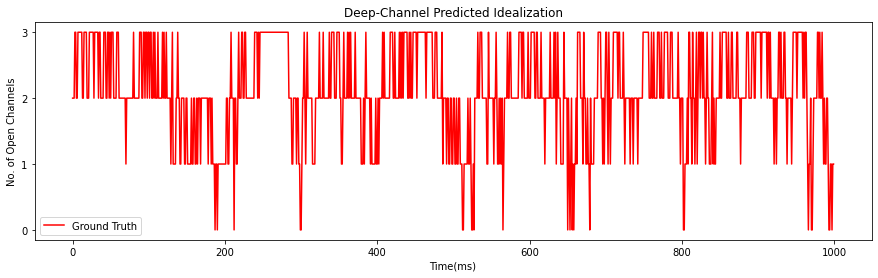 Deep-Channel Predicted Idealization
No. of Open Channels
3
2
1
0
Ground Truth
0 200 400 600 800 1000
Time(ms)